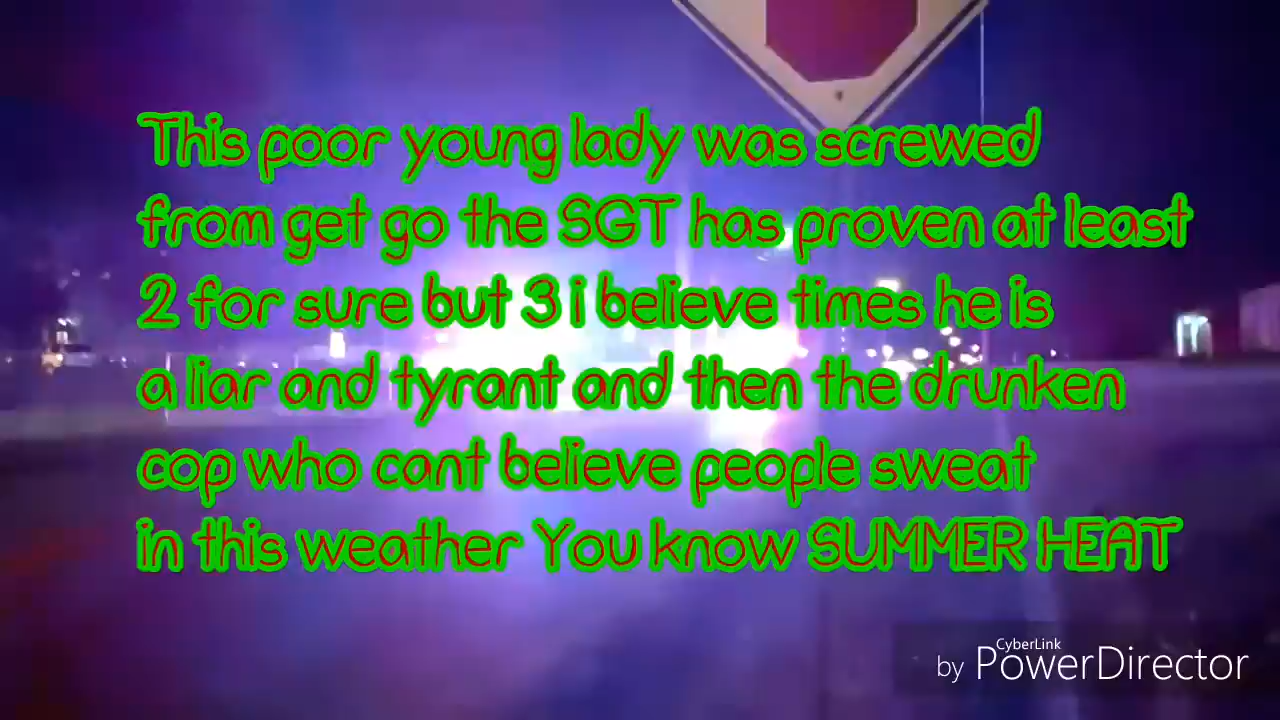 This poor young lady was screwed
from get go the SGT has proven at least
2 for sure but 3 i believe times he is
a liar and tyrant and then the drunken
cop who cant believe people sweat
in this weather You know SUMMER HEAT
CyberLink
by PowerDirector